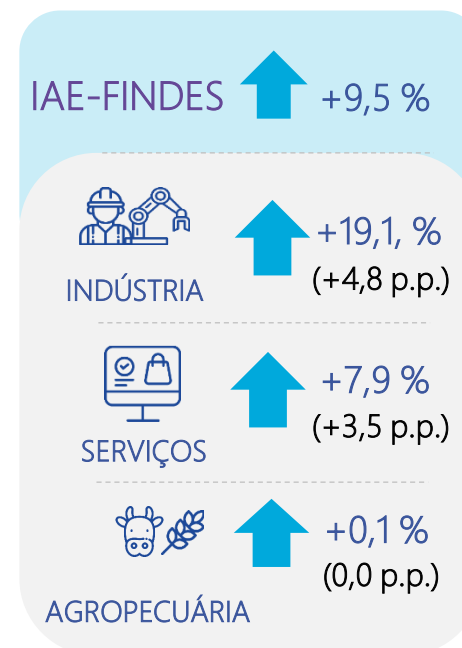 IAE-FINDES +9,5 %
+19,1, %
(+4,8 p.p.)
INDÚSTRIA
+7,9 %
(+3,5 p.p.)
SERVIÇOS
+0,1 %
(0,0 p.p.)
AGROPECUÁRIA